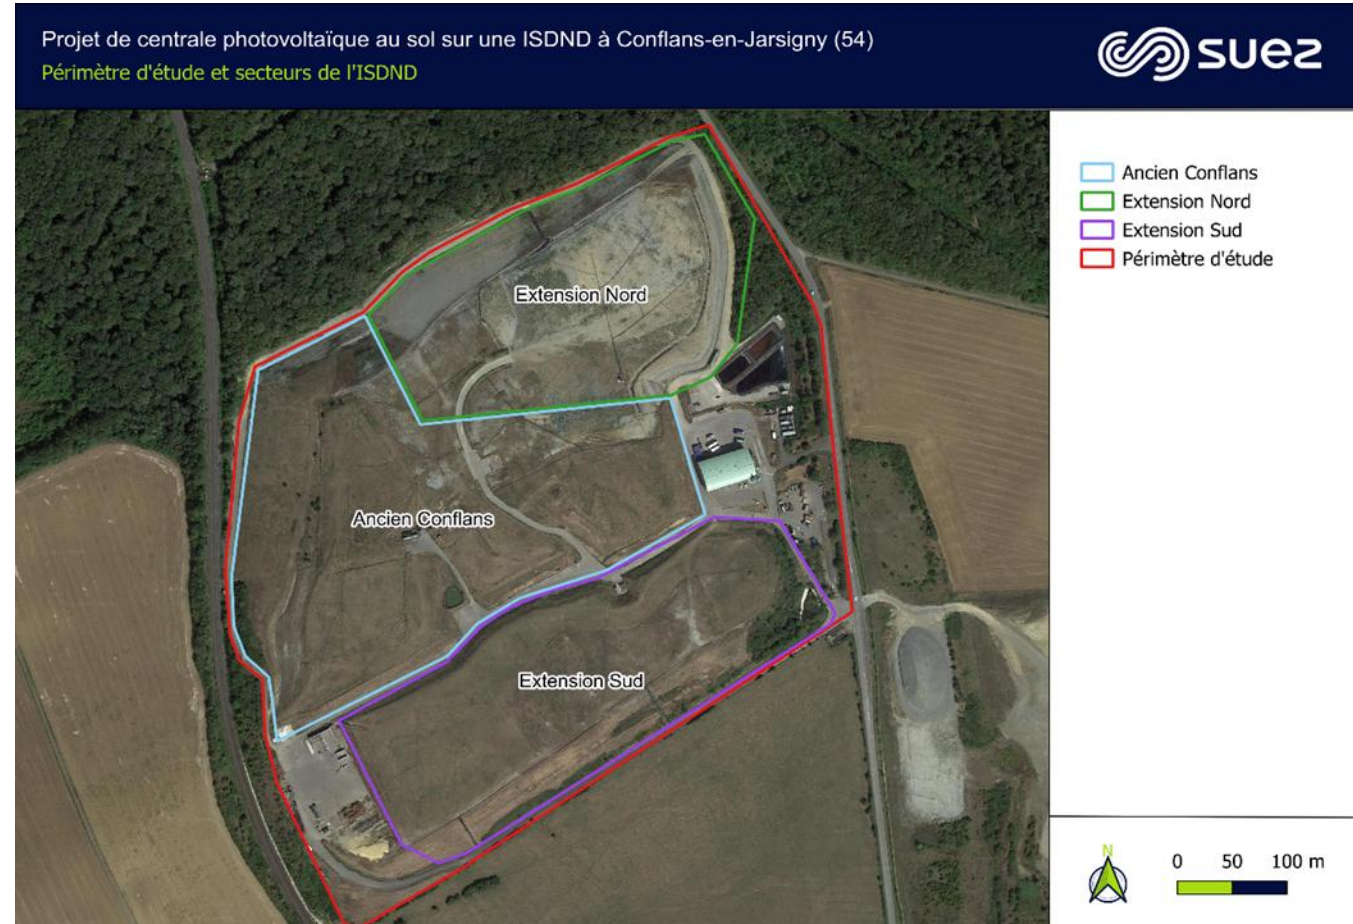 Projet de centrale photovoltaïque au sol sur une ISDND à Conflans-en-Jarsigny (54)
Périmètre d'étude et secteurs de l'ISDND
suez
Ancien Conflans
Extension Nord
Extension Sud
Périmètre d'étude
Extension Nord
Ancien Conflans
Extension Sud
N
0 50 100 m